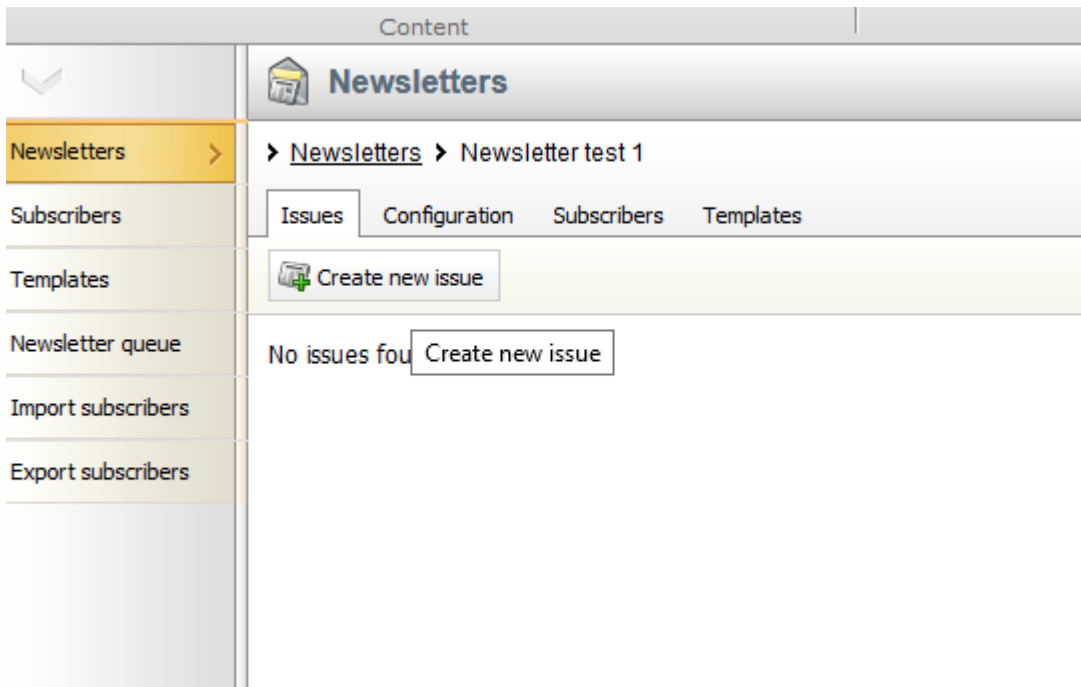 Content
Newsletters
Newsletters
Subscribers
Templates
Newsletter queue
Import subscribers
Export subscribers
Newsletters Newsletter test 1
Issues Configuration Subscribers Templates
Create new issue
No issues fou
Create new issue